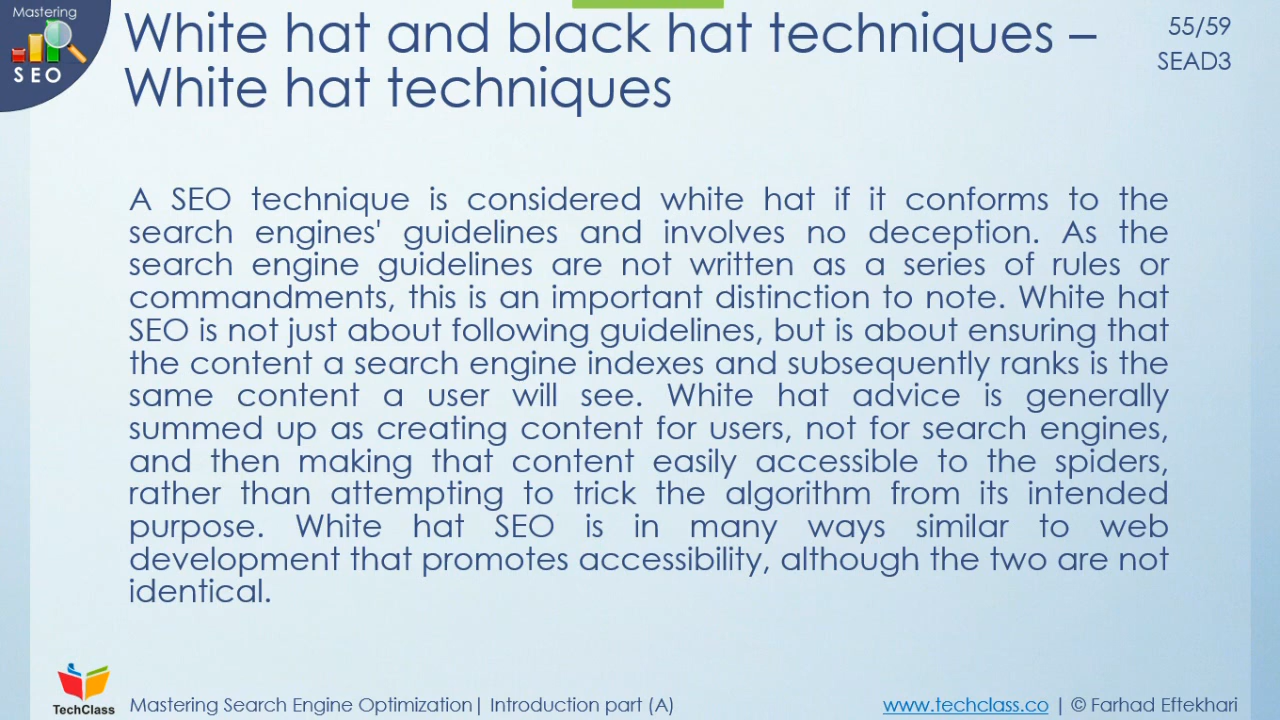 Mastering
SEO
White hat and black hat techniques –
White hat techniques
55/59
SEAD3
A SEO technique is considered white hat if it conforms to the
search engines' guidelines and involves no deception. As the
search engine guidelines are not written as a series of rules or
commandments, this is an important distinction to note. White hat
SEO is not just about following guidelines, but is about ensuring that
the content a search engine indexes and subsequently ranks is the
same content a user will see. White hat advice is generally
summed up as creating content for users, not for search engines,
and then making that content easily accessible to the spiders,
rather than attempting to trick the algorithm from its intended
purpose. White hat SEO is in many ways similar to web
development that promotes accessibility, although the two are not
identical.
TechClass
Mastering Search Engine Optimization| Introduction part (A)
www.techclass.co | © Farhad Eftekhari